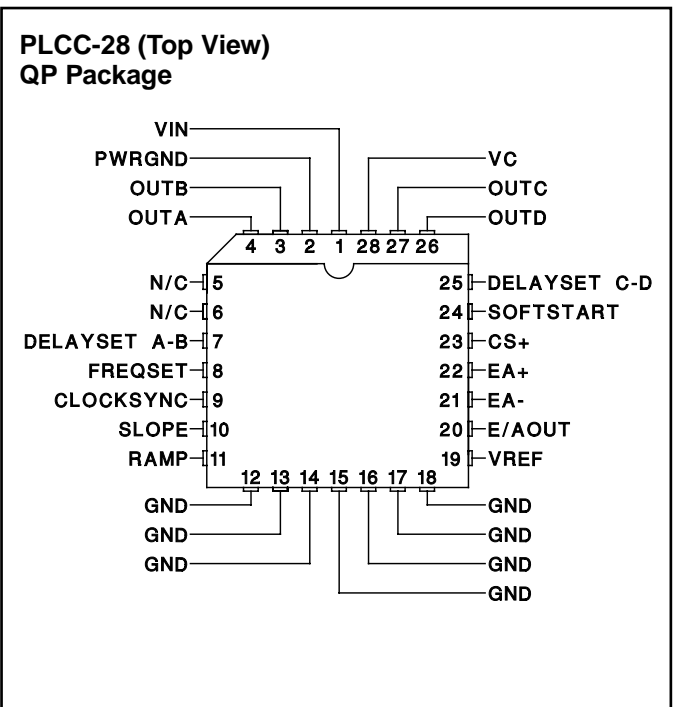 PLCC-28 (Top View)
QP Package
VIN
PWRGND
VC
OUTB
OUTC
OUTA
OUTD
4 3 2 1 28 27 26
N/C 5
25 DELAYSET C-D
N/C 6
24 SOFTSTART
DELAYSET A-B 7
23 CS+
FREQSET 8
22 EA+
CLOCKSYNC 9
21 EA-
SLOPE 10
20 E/AOUT
RAMP 11
19 VREF
12 13 14 15 16 17 18
GND
GND
GND
GND
GND
GND
GND